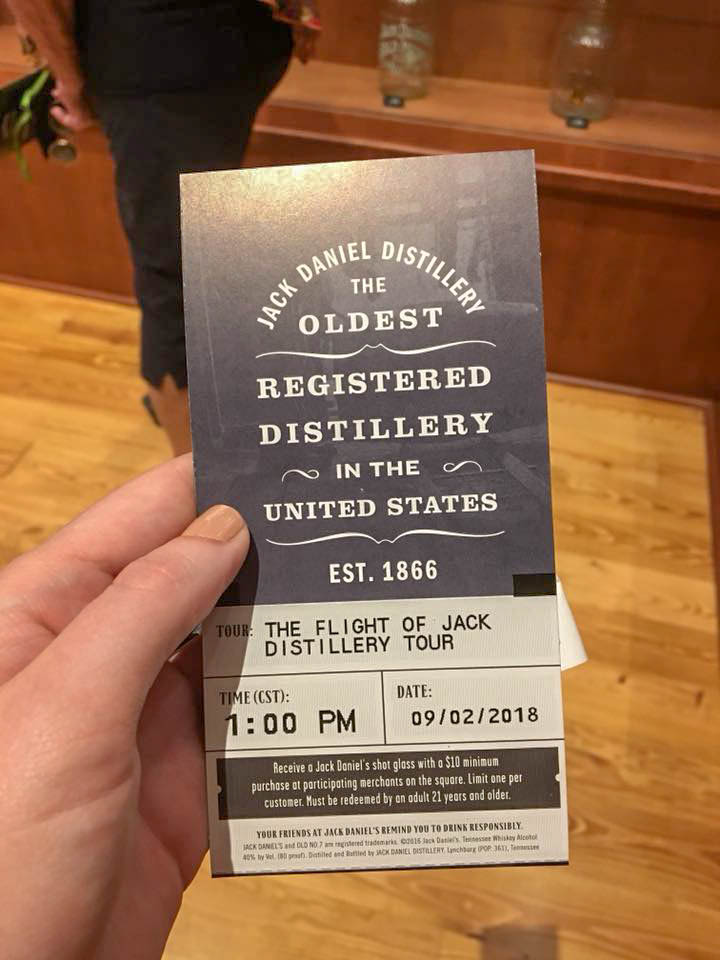 JACK DANIEL DISTILLERY
THE
OLDEST
REGISTERED
DISTILLERY
IN THE
UNITED STATES
EST. 1866
TOUR: THE FLIGHT OF JACK
DISTILLERY TOUR
TIME (CST):
1:00 PM
DATE:
09/02/2018
Receive a Jack Daniel's shot glass with a $10 minimum
purchase at participating merchants on the square. Limit one per
customer. Must be redeemed by an adult 21 years and older.
YOUR FRIENDS AT JACK DANIEL'S REMIND YOU TO DRINK RESPONSIBLY.
JACK DANIEL'S and OLD NO.7 are registered trademarks. ©2016 Jack Daniel's. Tennessee Whiskey Alcohol
40% by Vol. (80 proof). Distilled and Bottled by JACK DANIEL DISTILLERY, Lynchburg (POP. 361), Tennessee